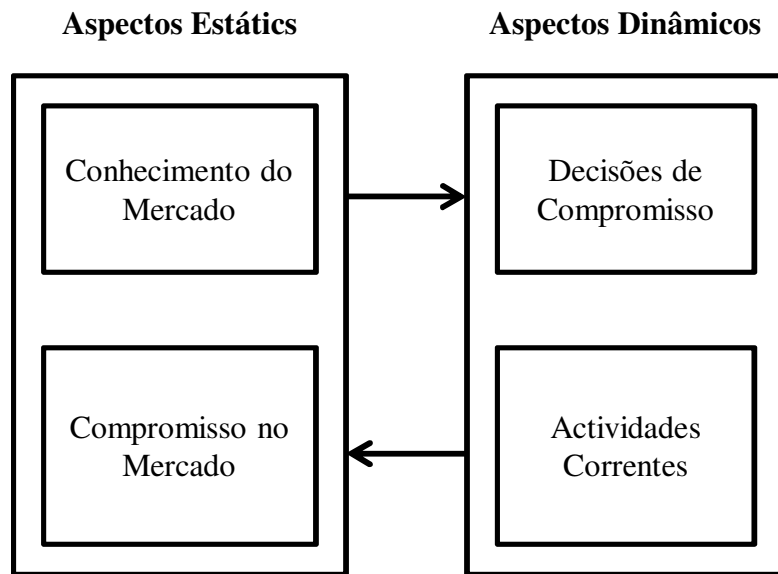 Aspectos Estátics
Aspectos Dinâmicos
Conhecimento do
Mercado
Decisões de
Compromisso
Compromisso no
Mercado
Actividades
Correntes